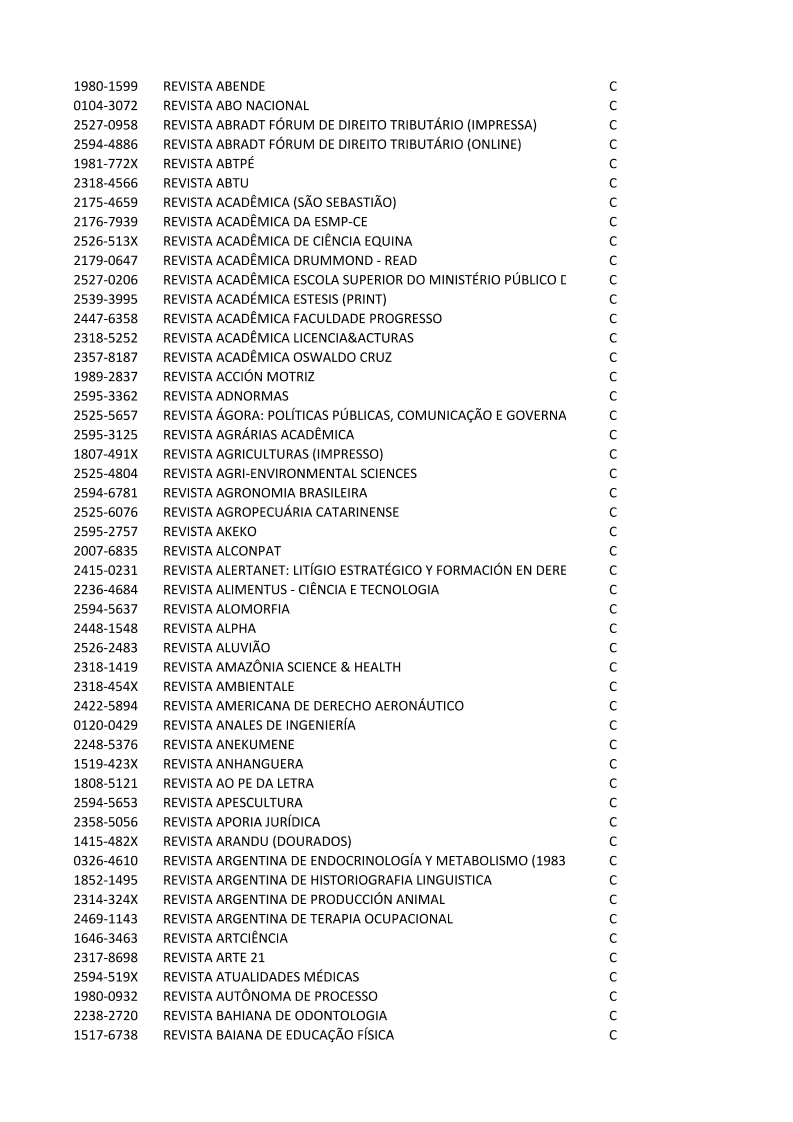 1980-1599 REVISTA ABENDE C
0104-3072 REVISTA ABO NACIONAL C
2527-0958 REVISTA ABRADT FÓRUM DE DIREITO TRIBUTÁRIO (IMPRESSA) C
2594-4886 REVISTA ABRADT FÓRUM DE DIREITO TRIBUTÁRIO (ONLINE) C
1981-772X REVISTA ABTPÉ C
2318-4566 REVISTA ABTU C
2175-4659 REVISTA ACADÊMICA (SÃO SEBASTIÃO) C
2176-7939 REVISTA ACADÊMICA DA ESMP-CE C
2526-513X REVISTA ACADÊMICA DE CIÊNCIA EQUINA C
2179-0647 REVISTA ACADÊMICA DRUMMOND - READ C
2527-0206 REVISTA ACADÊMICA ESCOLA SUPERIOR DO MINISTÉRIO PÚBLICO D C
2539-3995 REVISTA ACADÉMICA ESTESIS (PRINT) C
2447-6358 REVISTA ACADÊMICA FACULDADE PROGRESSO C
2318-5252 REVISTA ACADÊMICA LICENCIA&ACTURAS C
2357-8187 REVISTA ACADÊMICA OSWALDO CRUZ C
1989-2837 REVISTA ACCIÓN MOTRIZ C
2595-3362 REVISTA ADNORMAS C
2525-5657 REVISTA ÁGORA: POLÍTICAS PÚBLICAS, COMUNICAÇÃO E GOVERNA C
2595-3125 REVISTA AGRÁRIAS ACADÊMICA C
1807-491X REVISTA AGRICULTURAS (IMPRESSO) C
2525-4804 REVISTA AGRI-ENVIRONMENTAL SCIENCES C
2594-6781 REVISTA AGRONOMIA BRASILEIRA C
2525-6076 REVISTA AGROPECUÁRIA CATARINENSE C
2595-2757 REVISTA AKEKO C
2007-6835 REVISTA ALCONPAT C
2415-0231 REVISTA ALERTANET: LITÍGIO ESTRATÉGICO Y FORMACIÓN EN DERE C
2236-4684 REVISTA ALIMENTUS - CIÊNCIA E TECNOLOGIA C
2594-5637 REVISTA ALOMORFIA C
2448-1548 REVISTA ALPHA C
2526-2483 REVISTA ALUVIÃO C
2318-1419 REVISTA AMAZÔNIA SCIENCE & HEALTH C
2318-454X REVISTA AMBIENTALE C
2422-5894 REVISTA AMERICANA DE DERECHO AERONÁUTICO C
0120-0429 REVISTA ANALES DE INGENIERÍA C
2248-5376 REVISTA ANEKUMENE C
1519-423X REVISTA ANHANGUERA C
1808-5121 REVISTA AO PE DA LETRA C
2594-5653 REVISTA APESCULTURA C
2358-5056 REVISTA APORIA JURÍDICA C
1415-482X REVISTA ARANDU (DOURADOS) C
0326-4610 REVISTA ARGENTINA DE ENDOCRINOLOGÍA Y METABOLISMO (1983 C
1852-1495 REVISTA ARGENTINA DE HISTORIOGRAFIA LINGUISTICA C
2314-324X REVISTA ARGENTINA DE PRODUCCIÓN ANIMAL C
2469-1143 REVISTA ARGENTINA DE TERAPIA OCUPACIONAL C
1646-3463 REVISTA ARTCIÊNCIA C
2317-8698 REVISTA ARTE 21 C
2594-519X REVISTA ATUALIDADES MÉDICAS C
1980-0932 REVISTA AUTÔNOMA DE PROCESSO C
2238-2720 REVISTA BAHIANA DE ODONTOLOGIA C
1517-6738 REVISTA BAIANA DE EDUCAÇÃO FÍSICA C